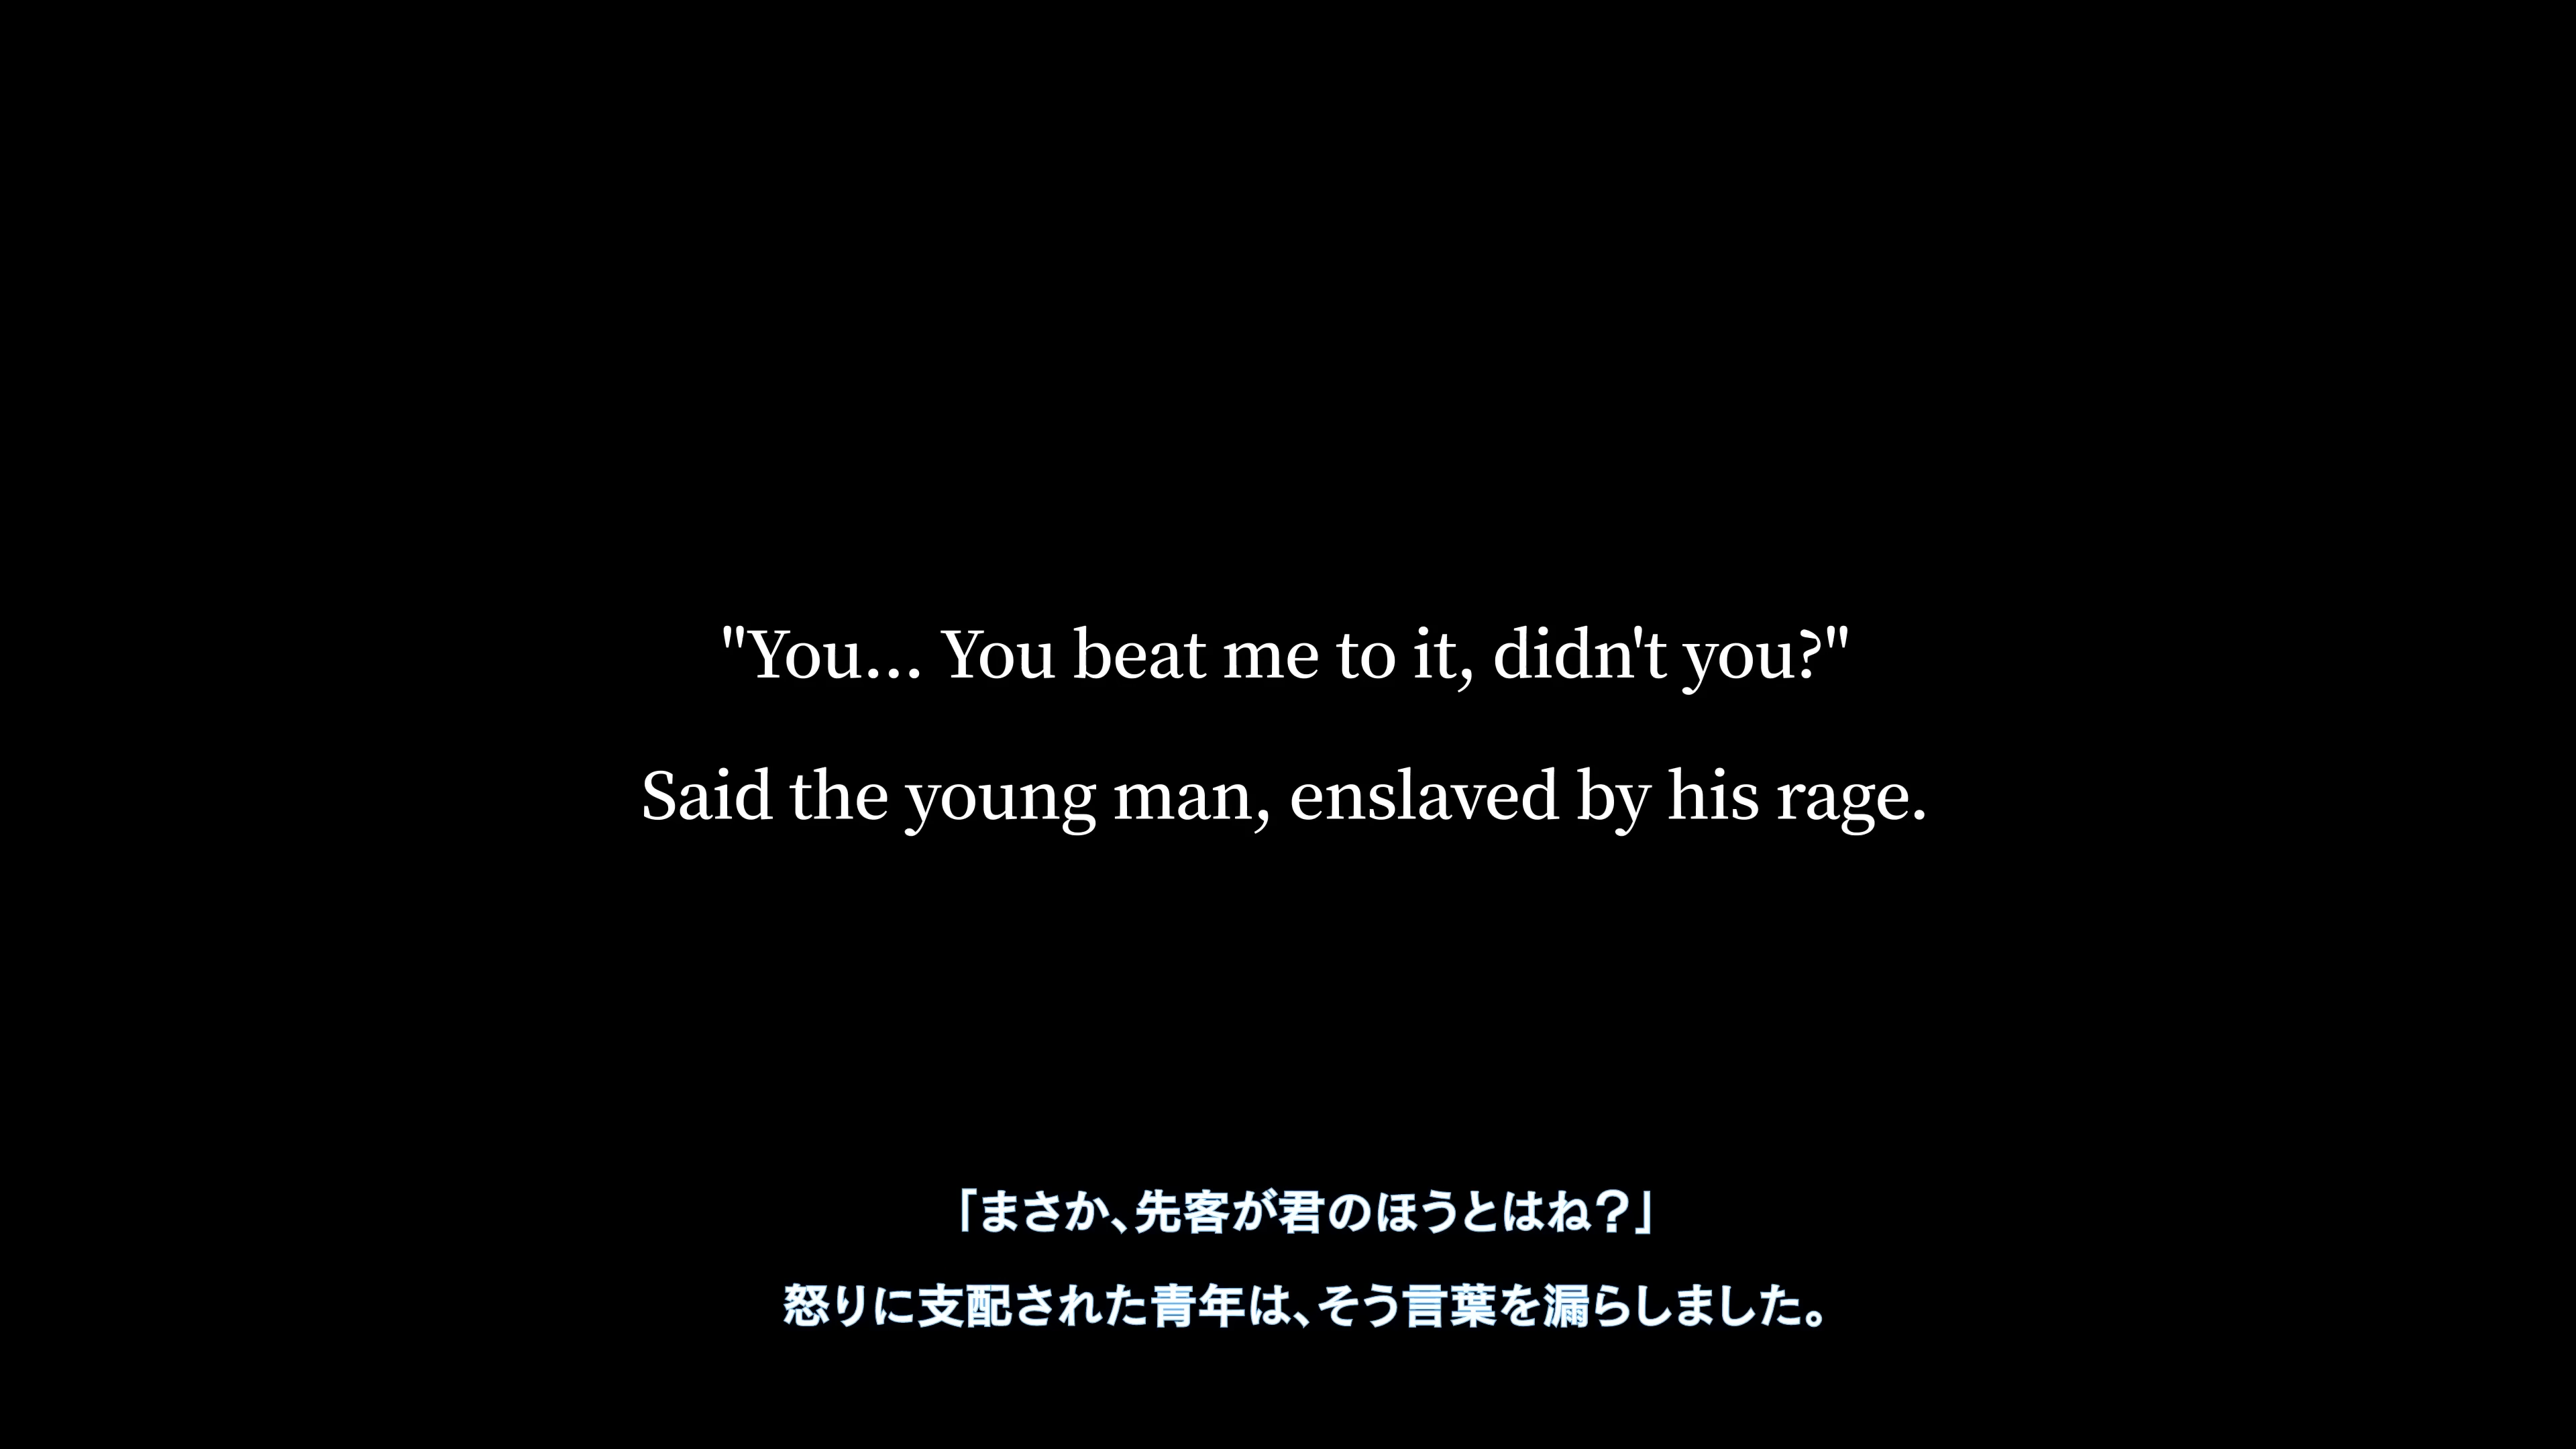 "You... You beat me to it, didn't you?"
Said the young man, enslaved by his rage.
「まさか、先客が君のほうとはね？」
怒りに支配された青年は、そう言葉を漏らしました。